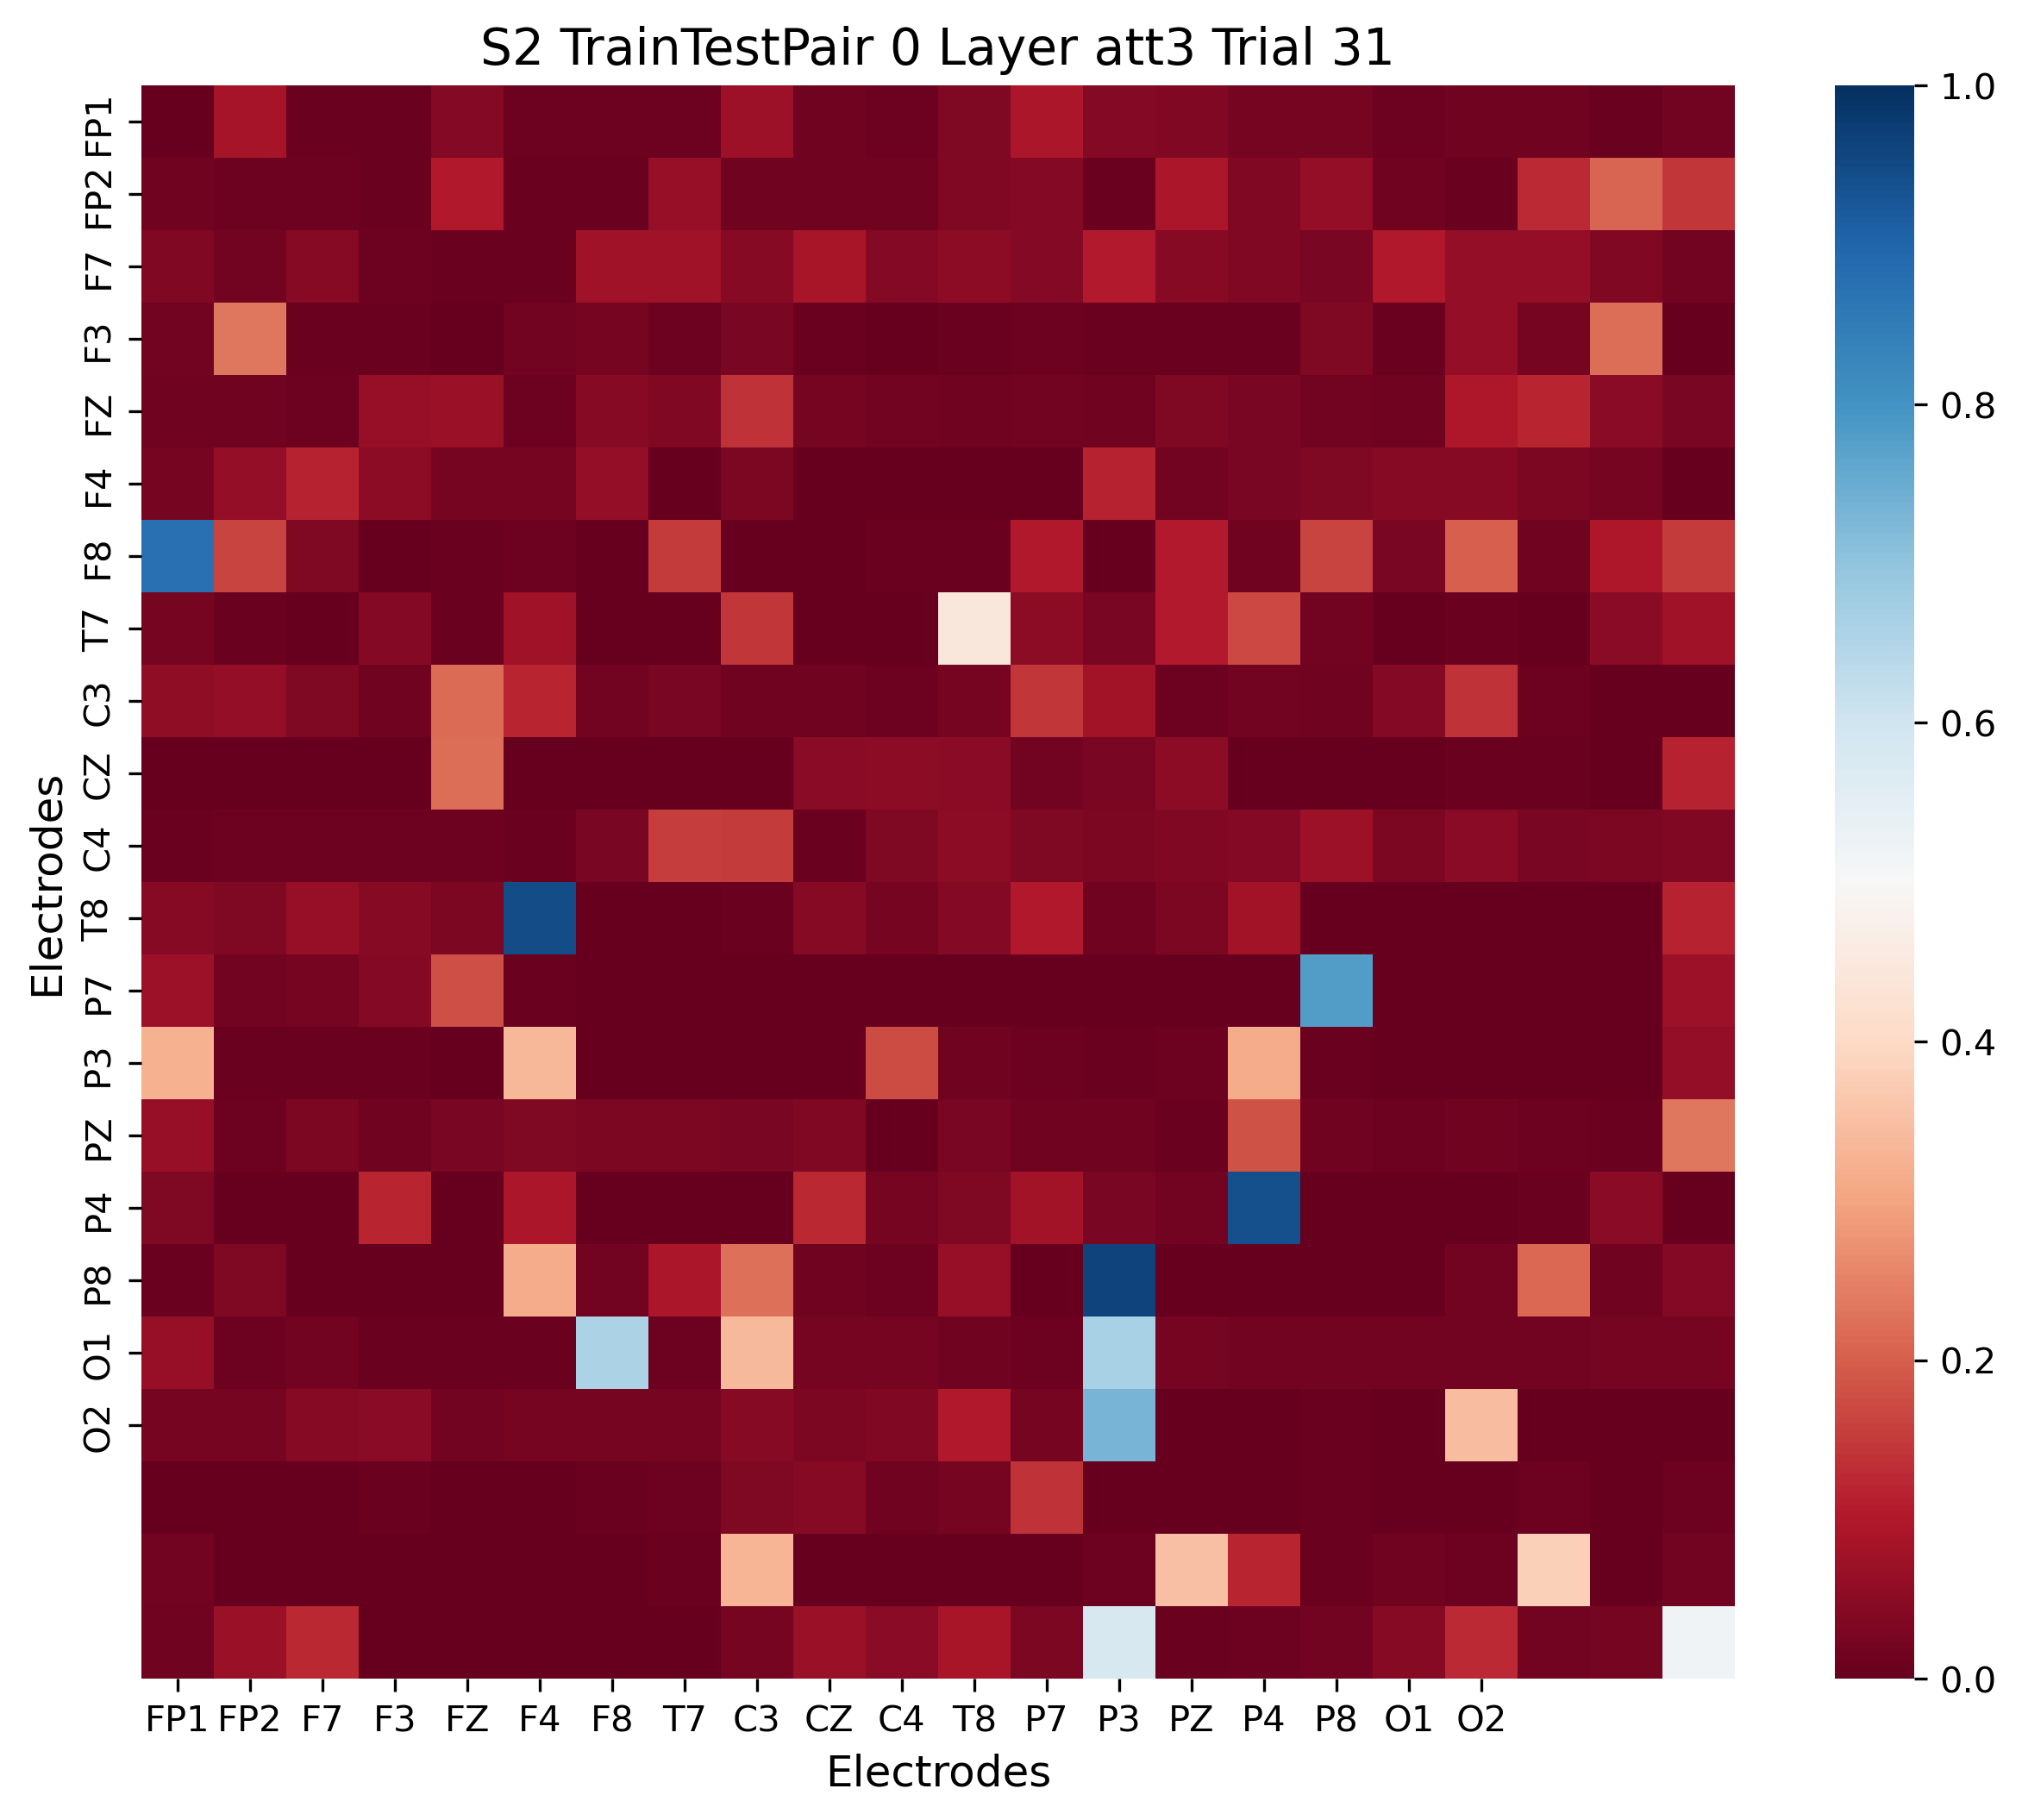 S2 TrainTestPair 0 Layer att3 Trial 31
FP1
FP2
F7
F3
FZ
F4
F8
T7
C3
CZ
C4
T8
P7
P3
PZ
P4
P8
O1
O2
Electrodes
FP1 FP2 F7 F3 FZ F4 F8 T7 C3 CZ C4 T8 P7 P3 PZ P4 P8 O1 O2
Electrodes
1.0
0.8
0.6
0.4
0.2
0.0